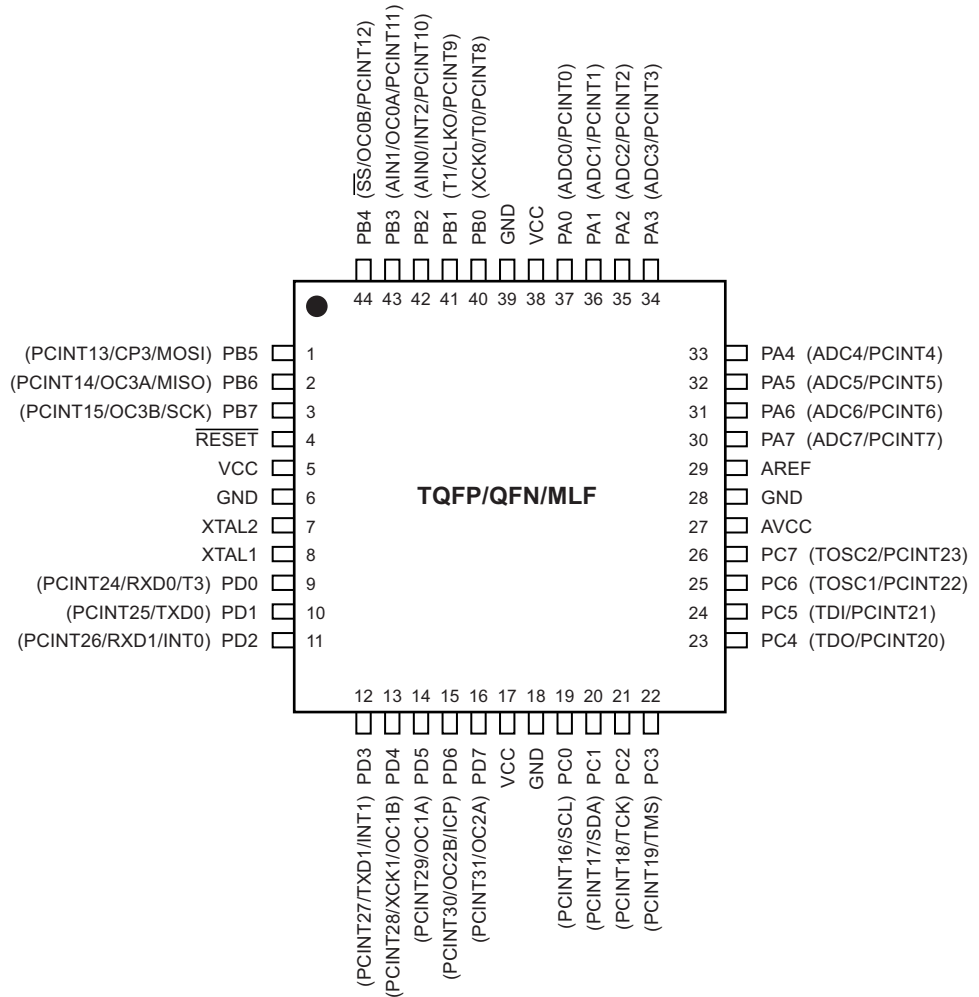 PB4 (SS/OC0B/PCINT12)
PB3 (AIN1/OC0A/PCINT11)
PB2 (AIN0/INT2/PCINT10)
PB1 (T1/CLKO/PCINT9)
PB0 (XCK0/T0/PCINT8)
GND
VCC
PA0 (ADC0/PCINT0)
PA1 (ADC1/PCINT1)
PA2 (ADC2/PCINT2)
PA3 (ADC3/PCINT3)
44 43 42 41 40 39 38 37 36 35 34
(PCINT13/CP3/MOSI) PB5 1
(PCINT14/OC3A/MISO) PB6 2
(PCINT15/OC3B/SCK) PB7 3
RESET 4
VCC 5
GND 6
XTAL2 7
XTAL1 8
(PCINT24/RXD0/T3) PD0 9
(PCINT25/TXD0) PD1 10
(PCINT26/RXD1/INT0) PD2 11
TQFP/QFN/MLF
33 PA4 (ADC4/PCINT4)
32 PA5 (ADC5/PCINT5)
31 PA6 (ADC6/PCINT6)
30 PA7 (ADC7/PCINT7)
29 AREF
28 GND
27 AVCC
26 PC7 (TOSC2/PCINT23)
25 PC6 (TOSC1/PCINT22)
24 PC5 (TDI/PCINT21)
23 PC4 (TDO/PCINT20)
12 13 14 15 16 17 18 19 20 21 22
(PCINT27/TXD1/INT1) PD3
(PCINT28/XCK1/OC1B) PD4
(PCINT29/OC1A) PD5
(PCINT30/OC2B/ICP) PD6
(PCINT31/OC2A) PD7
VCC
GND
(PCINT16/SCL) PC0
(PCINT17/SDA) PC1
(PCINT18/TCK) PC2
(PCINT19/TMS) PC3